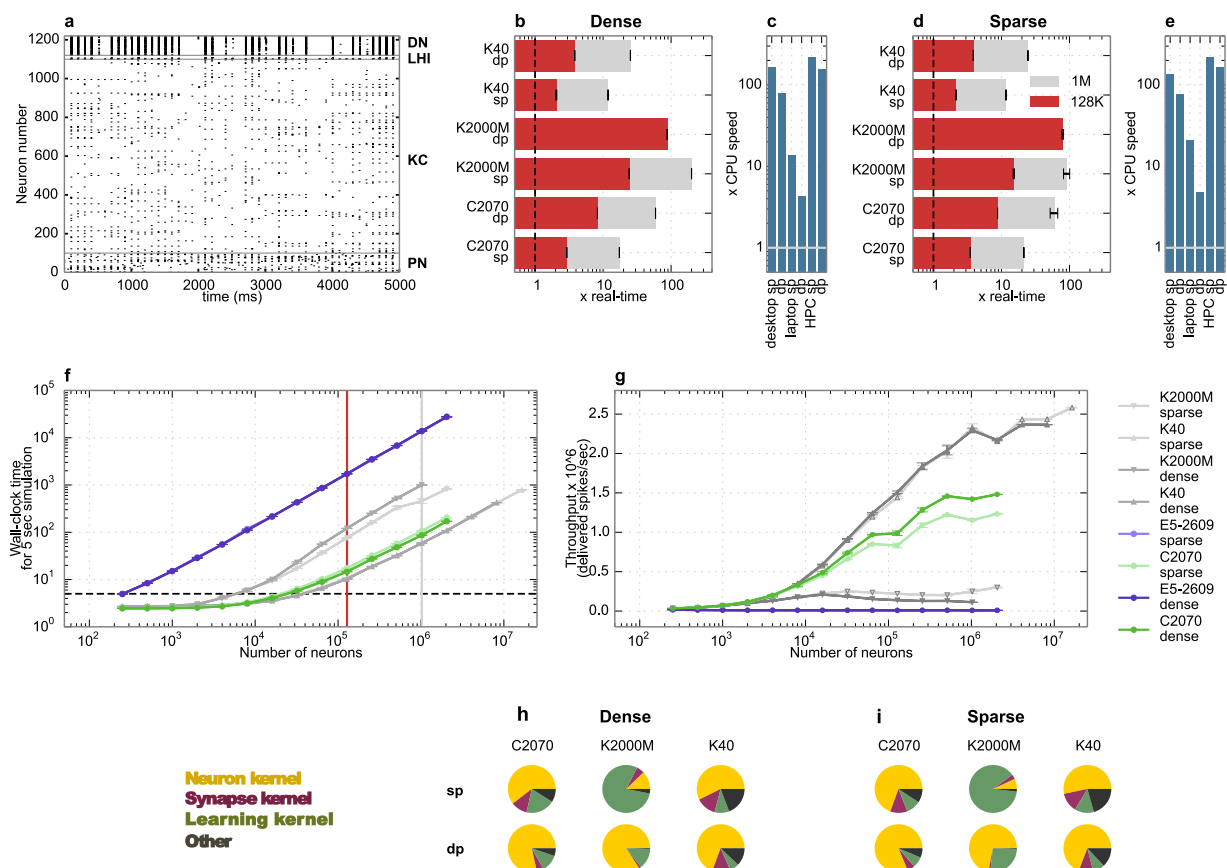 a
Neuron number
1200
1000
800
600
400
200
0
DN
LHI
KC
PN
0
1000
2000
3000
4000
5000
time (ms)
b
Dense
K40
dp
K40
sp
K2000M
dp
K2000M
sp
C2070
dp
C2070
sp
1
10
100
x real-time
c
x CPU speed
100
10
1
desktop sp
dp
laptop sp
dp
HPC sp
dp
d
Sparse
K40
dp
K40
sp
K2000M
dp
K2000M
sp
C2070
dp
C2070
sp
1M
128K
1
10
100
x real-time
e
x CPU speed
100
10
1
desktop sp
dp
laptop sp
dp
HPC sp
dp
f
Wall-clock time
for 5 sec simulation
10^5
10^4
10^3
10^2
10^1
10^0
10^2
10^3
10^4
10^5
10^6
10^7
Number of neurons
g
Throughput x 10^6
(delivered spikes/sec)
2.5
2.0
1.5
1.0
0.5
0.0
10^2
10^3
10^4
10^5
10^6
10^7
Number of neurons
K2000M
sparse
K40
sparse
K2000M
dense
K40
dense
E5-2609
sparse
C2070
sparse
E5-2609
dense
C2070
dense
h
Dense
C2070
K2000M
K40
i
Sparse
C2070
K2000M
K40
Neuron kernel
Synapse kernel
Learning kernel
Other
sp
dp